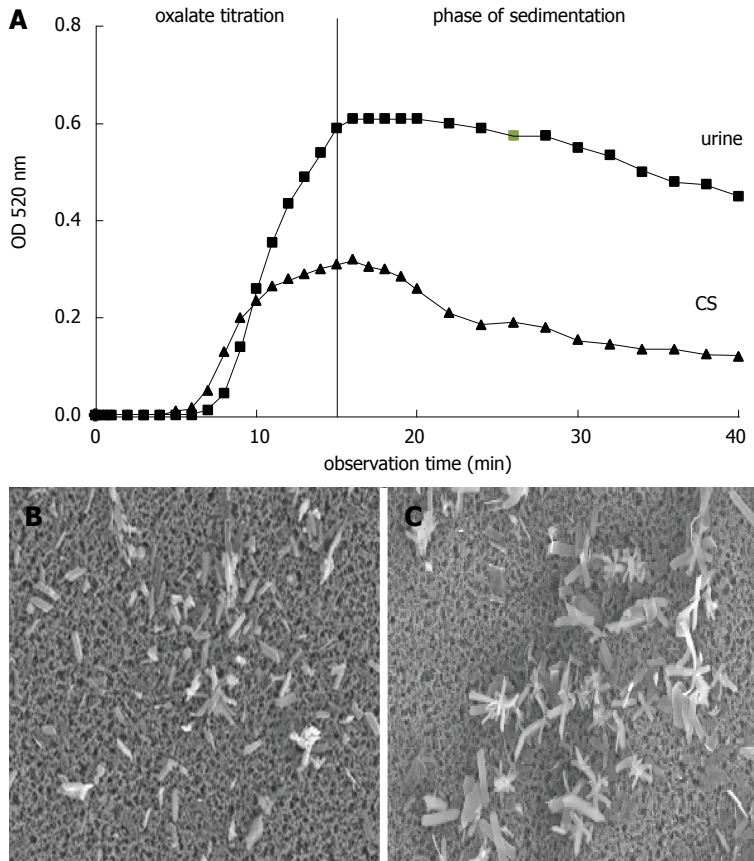 A
oxalate titration
phase of sedimentation
0.8
0.6
0.4
0.2
0.0
OD 520 nm
urine
CS
0
10
20
30
40
observation time (min)
B
C